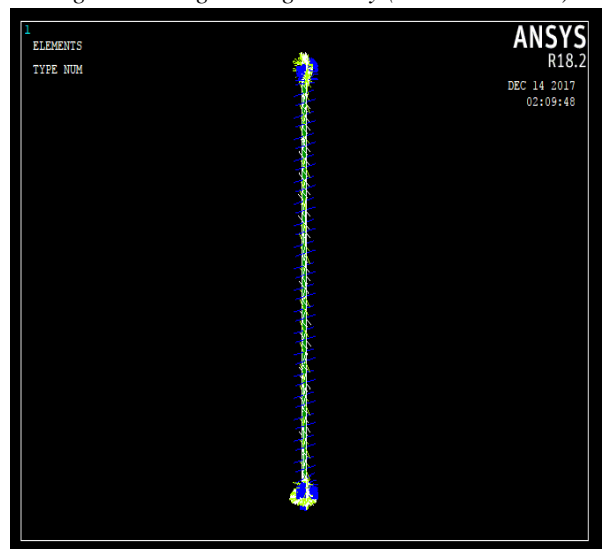 1
ELEMENTS
TYPE NUM
ANSYS
R18.2
DEC 14 2017
02:09:48